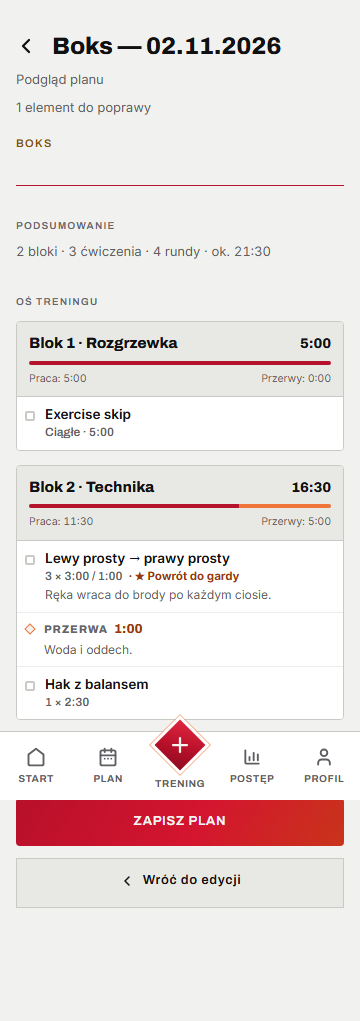 Boks — 02.11.2026
Podgląd planu
1 element do poprawy
BOKS
PODSUMOWANIE
2 bloki · 3 ćwiczenia · 4 rundy · ok. 21:30
OŚ TRENINGU
Blok 1 · Rozgrzewka 5:00
Praca: 5:00 Przerwy: 0:00
Exercise skip
Ciągłe · 5:00
Blok 2 · Technika 16:30
Praca: 11:30 Przerwy: 5:00
Lewy prosty → prawy prosty
3 × 3:00 / 1:00 · ★ Powrót do gardy
Ręka wraca do brody po każdym ciosie.
PRZERWA 1:00
Woda i oddech.
Hak z balansem
1 × 2:30
START PLAN TRENING POSTĘP PROFIL
ZAPISZ PLAN
Wróć do edycji